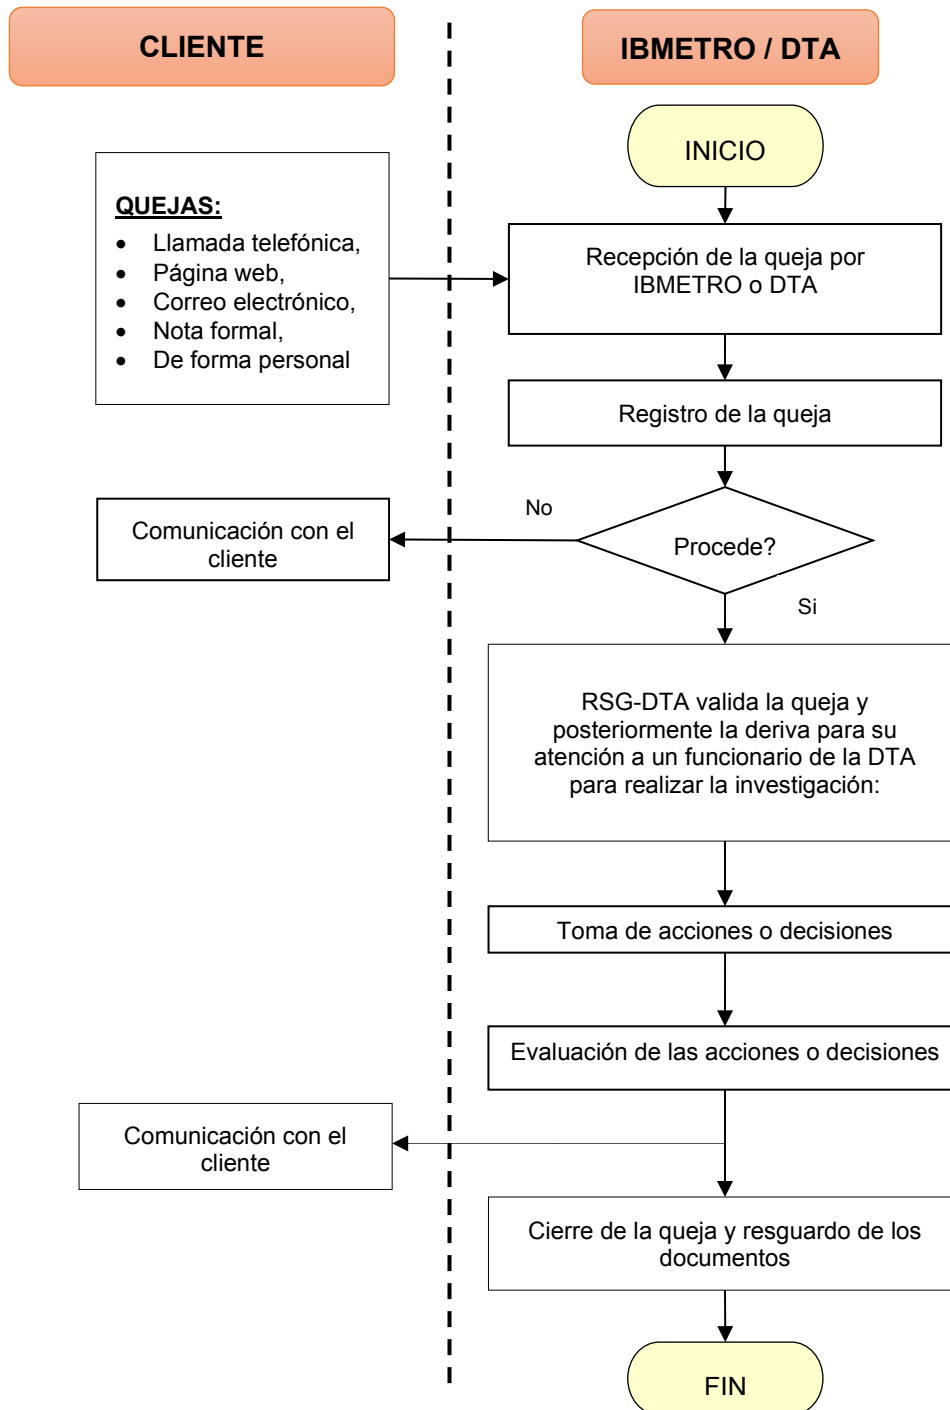 CLIENTE
IBMETRO / DTA
INICIO
QUEJAS:
• Llamada telefónica,
• Página web,
• Correo electrónico,
• Nota formal,
• De forma personal
Recepción de la queja por
IBMETRO o DTA
Registro de la queja
No
Comunicación con el
cliente
Procede?
Si
RSG-DTA valida la queja y
posteriormente la deriva para su
atención a un funcionario de la DTA
para realizar la investigación:
Toma de acciones o decisiones
Evaluación de las acciones o decisiones
Comunicación con el
cliente
Cierre de la queja y resguardo de los
documentos
FIN